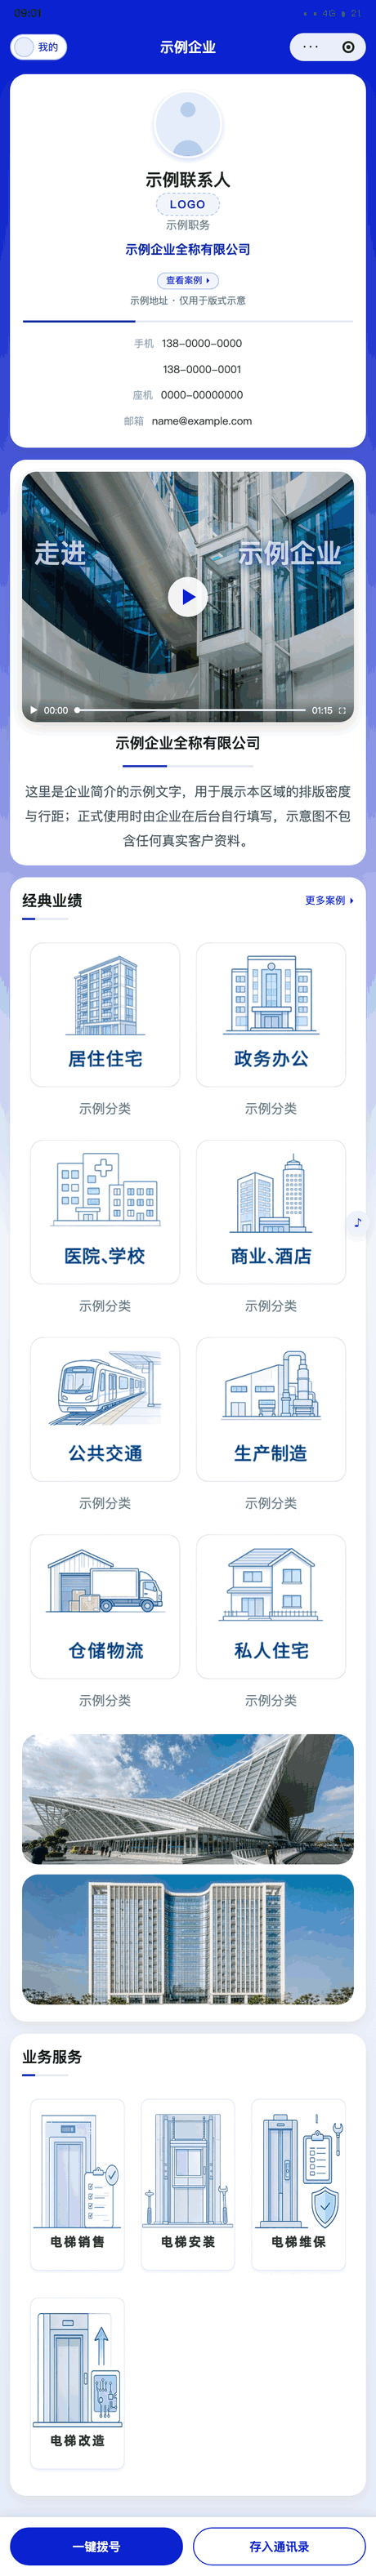 09:01
4G 21
我的
示例企业
示例联系人
LOGO
示例职务
示例企业全称有限公司
查看案例
示例地址 · 仅用于版式示意
手机 138-0000-0000
138-0000-0001
座机 0000-00000000
邮箱 name@example.com
走进 示例企业
00:00 01:15
示例企业全称有限公司
这里是企业简介的示例文字，用于展示本区域的排版密度
与行距；正式使用时由企业在后台自行填写，示意图不包
含任何真实客户资料。
经典业绩 更多案例
居住住宅 政务办公
示例分类 示例分类
医院、学校 商业、酒店
示例分类 示例分类
公共交通 生产制造
示例分类 示例分类
仓储物流 私人住宅
示例分类 示例分类
业务服务
电梯销售 电梯安装 电梯维保
电梯改造
一键拨号 存入通讯录